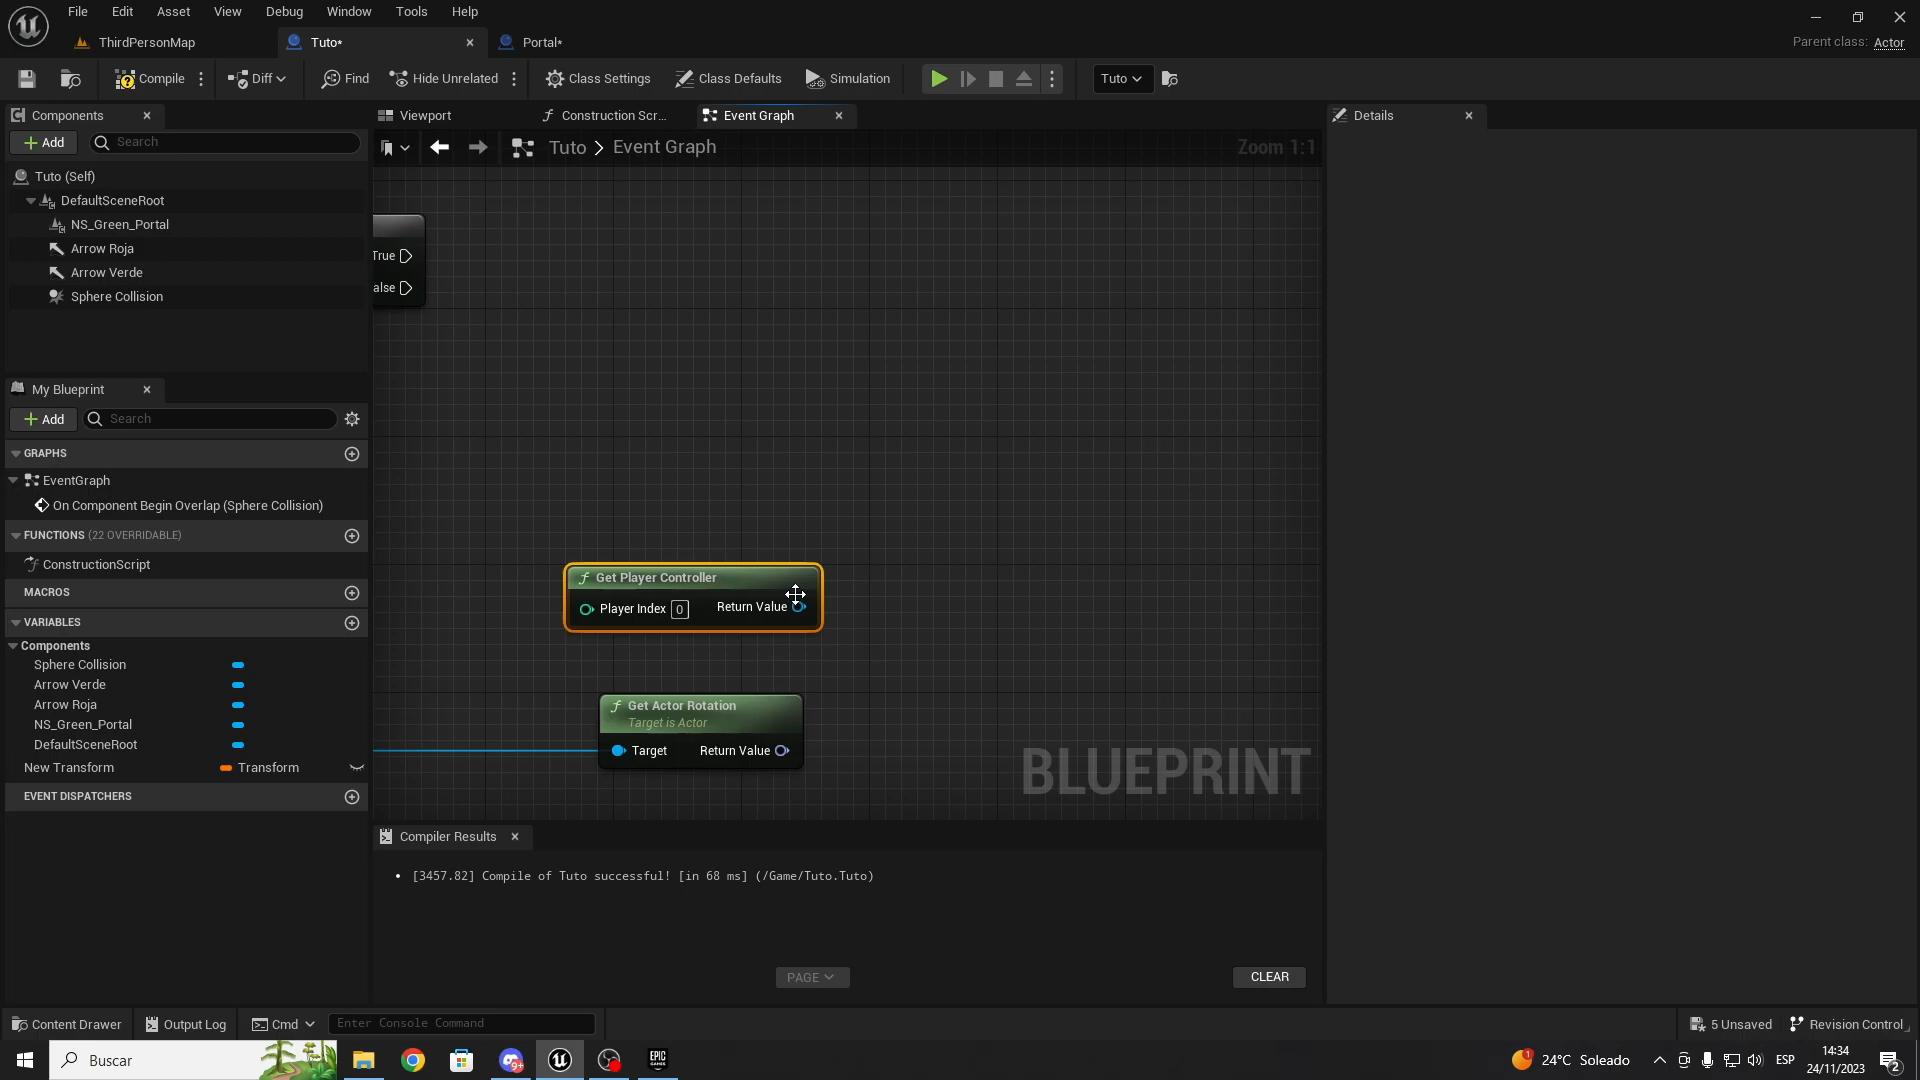 File Edit Asset View Debug Window Tools Help
ThirdPersonMap Tuto* Portal*
Parent class: Actor
Compile Diff Find Hide Unrelated Class Settings Class Defaults Simulation Tuto
Components
Add Search
Tuto (Self)
DefaultSceneRoot
NS_Green_Portal
Arrow Roja
Arrow Verde
Sphere Collision
My Blueprint
Add Search
GRAPHS
EventGraph
On Component Begin Overlap (Sphere Collision)
FUNCTIONS (22 OVERRIDABLE)
ConstructionScript
MACROS
VARIABLES
Components
Sphere Collision
Arrow Verde
Arrow Roja
NS_Green_Portal
DefaultSceneRoot
New Transform Transform
EVENT DISPATCHERS
Viewport Construction Scr... Event Graph
Tuto > Event Graph Zoom 1:1
True
alse
Get Player Controller
Player Index 0 Return Value
Get Actor Rotation
Target is Actor
Target Return Value
BLUEPRINT
Compiler Results
• [3457.82] Compile of Tuto successful! [in 68 ms] (/Game/Tuto.Tuto)
PAGE CLEAR
Details
Content Drawer Output Log Cmd Enter Console Command 5 Unsaved Revision Control
Buscar 9+ EPIC GAMES 1 24°C Soleado ESP 14:34
24/11/2023 2